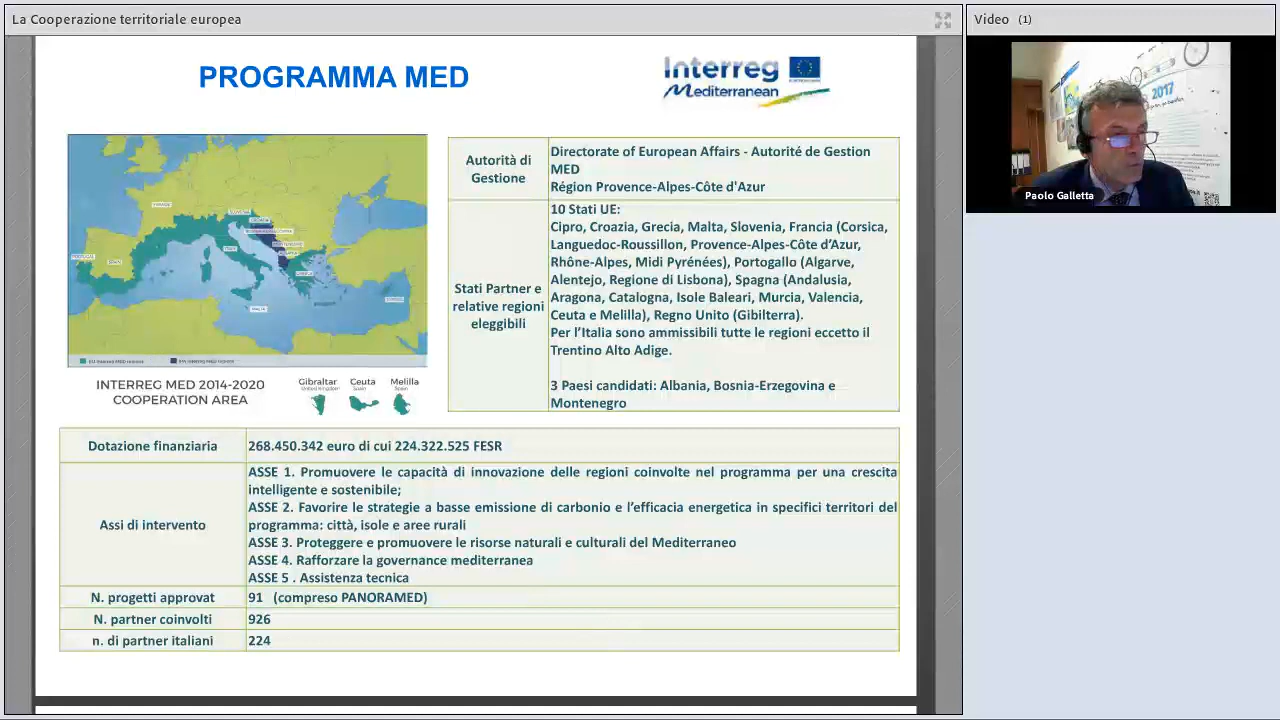 La Cooperazione territoriale europea
Video (1)
PROGRAMMA MED
Interreg
Mediterranean
2017
Paolo Galletta
INTERREG MED 2014-2020
COOPERATION AREA
Gibraltar
United Kingdom
Ceuta
Spain
Melilla
Spain
Autorità di
Gestione
Directorate of European Affairs - Autorité de Gestion
MED
Région Provence-Alpes-Côte d'Azur
Stati Partner e
relative regioni
eleggibili
10 Stati UE:
Cipro, Croazia, Grecia, Malta, Slovenia, Francia (Corsica,
Languedoc-Roussillon, Provence-Alpes-Côte d’Azur,
Rhône-Alpes, Midi Pyrénées), Portogallo (Algarve,
Alentejo, Regione di Lisbona), Spagna (Andalusia,
Aragona, Catalogna, Isole Baleari, Murcia, Valencia,
Ceuta e Melilla), Regno Unito (Gibilterra).
Per l’Italia sono ammissibili tutte le regioni eccetto il
Trentino Alto Adige.
3 Paesi candidati: Albania, Bosnia-Erzegovina e
Montenegro
Dotazione finanziaria
268.450.342 euro di cui 224.322.525 FESR
Assi di intervento
ASSE 1. Promuovere le capacità di innovazione delle regioni coinvolte nel programma per una crescita
intelligente e sostenibile;
ASSE 2. Favorire le strategie a basse emissione di carbonio e l’efficacia energetica in specifici territori del
programma: città, isole e aree rurali
ASSE 3. Proteggere e promuovere le risorse naturali e culturali del Mediterraneo
ASSE 4. Rafforzare la governance mediterranea
ASSE 5 . Assistenza tecnica
N. progetti approvat
91 (compreso PANORAMED)
N. partner coinvolti
926
n. di partner italiani
224